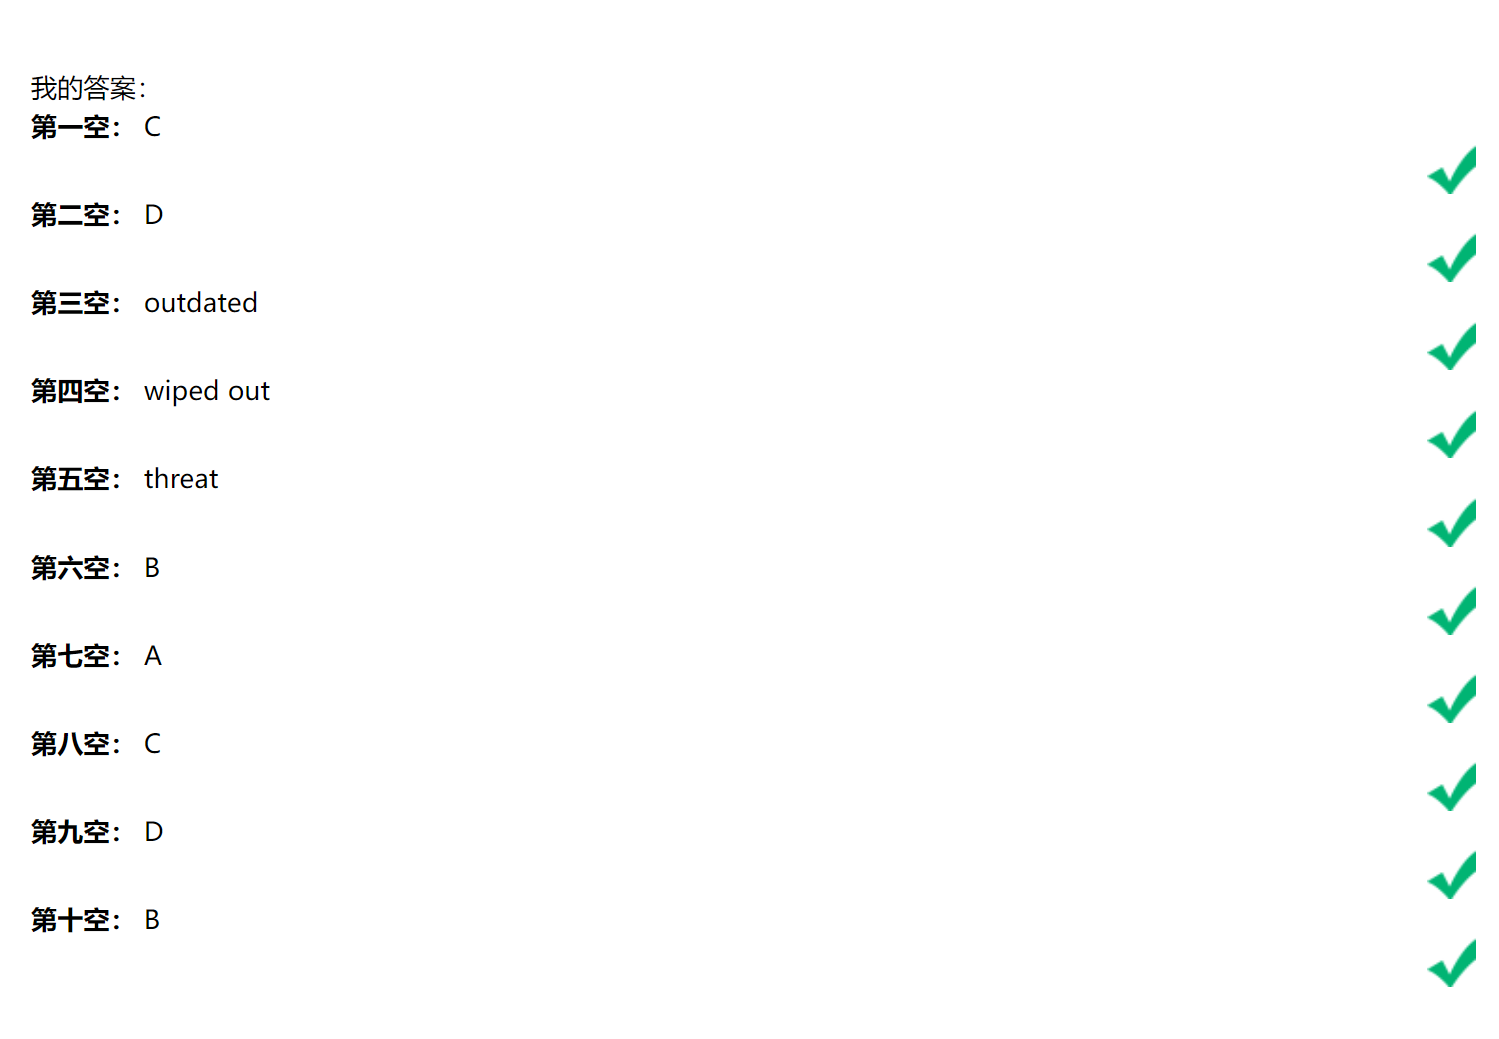 我的答案：
第一空： C
第二空： D
第三空： outdated
第四空： wiped out
第五空： threat
第六空： B
第七空： A
第八空： C
第九空： D
第十空： B